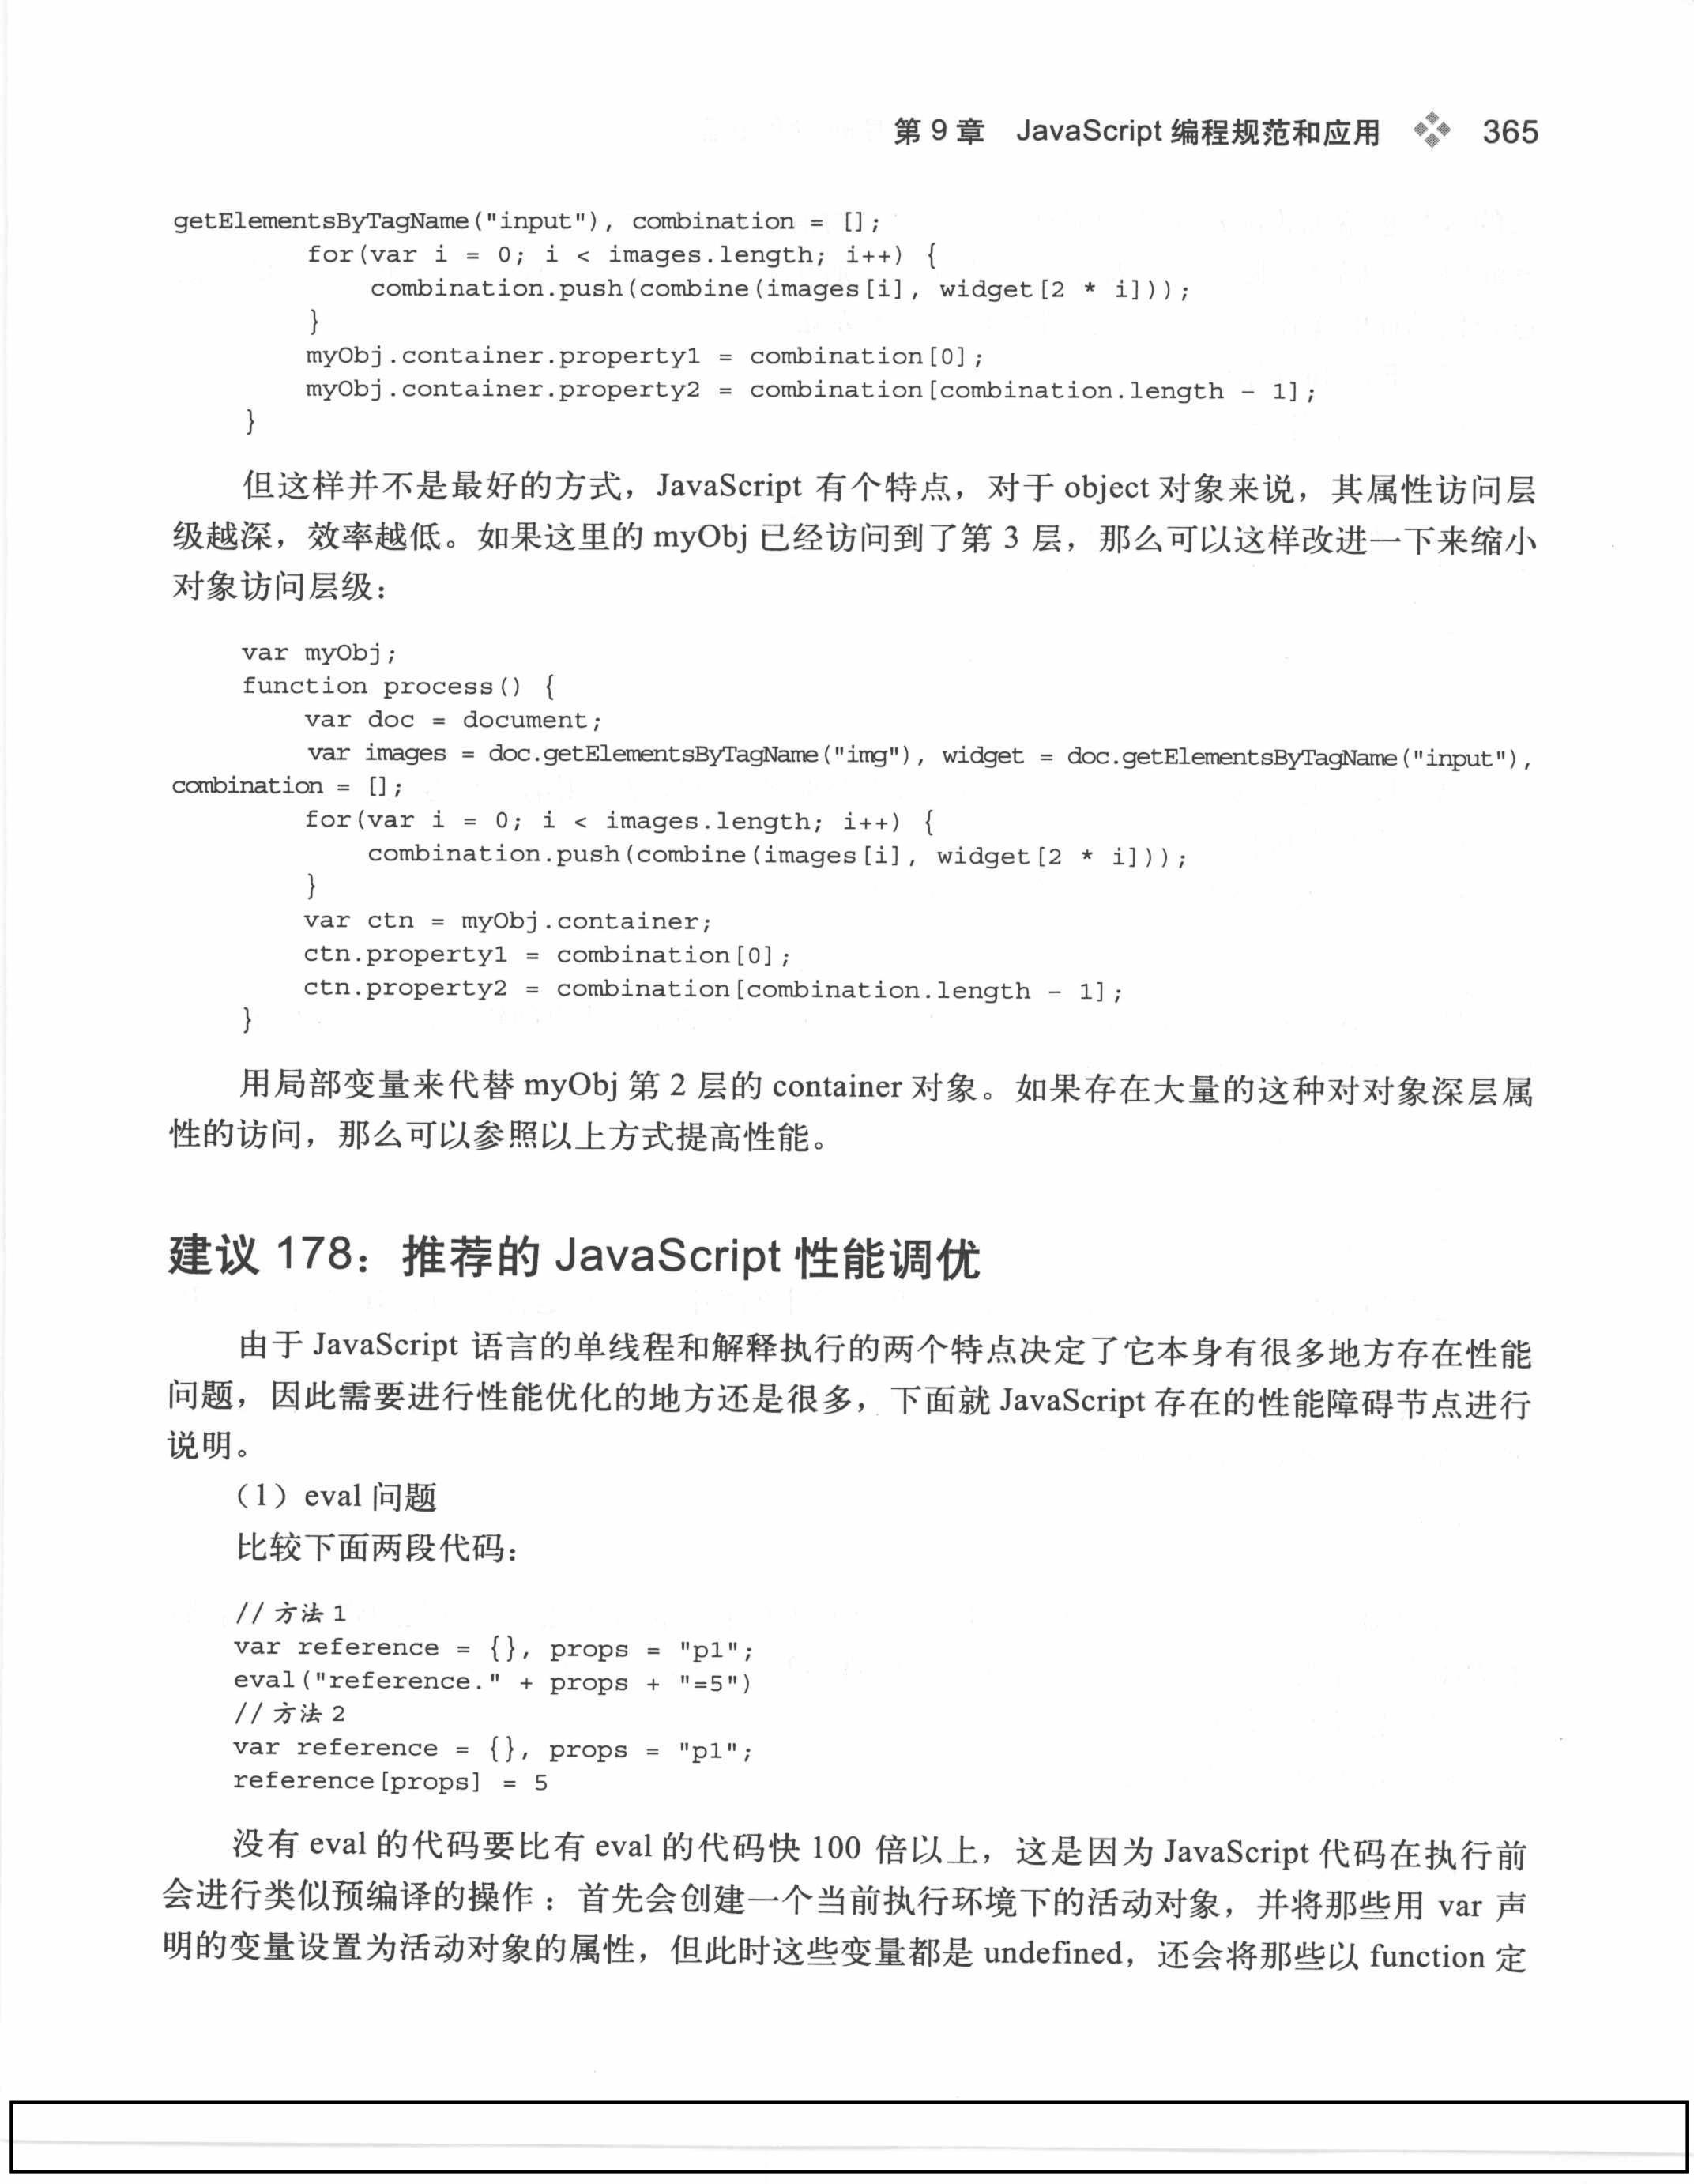 第 9 章 JavaScript 编程规范和应用 365
getElementsByTagName("input"), combination = [];
for(var i = 0; i < images.length; i++) {
combination.push(combine(images[i], widget[2 * i]));
}
myObj.container.property1 = combination[0];
myObj.container.property2 = combination[combination.length - 1];
}
但这样并不是最好的方式，JavaScript 有个特点，对于 object 对象来说，其属性访问层
级越深，效率越低。如果这里的 myObj 已经访问到了第 3 层，那么可以这样改进一下来缩小
对象访问层级：
var myObj;
function process() {
var doc = document;
var images = doc.getElementsByTagName("img"), widget = doc.getElementsByTagName("input"),
combination = [];
for(var i = 0; i < images.length; i++) {
combination.push(combine(images[i], widget[2 * i]));
}
var ctn = myObj.container;
ctn.property1 = combination[0];
ctn.property2 = combination[combination.length - 1];
}
用局部变量来代替 myObj 第 2 层的 container 对象。如果存在大量的这种对对象深层属
性的访问，那么可以参照以上方式提高性能。
建议 178：推荐的 JavaScript 性能调优
由于 JavaScript 语言的单线程和解释执行的两个特点决定了它本身有很多地方存在性能
问题，因此需要进行性能优化的地方还是很多，下面就 JavaScript 存在的性能障碍节点进行
说明。
（1）eval 问题
比较下面两段代码：
// 方法 1
var reference = {}, props = "p1";
eval("reference." + props + "=5")
// 方法 2
var reference = {}, props = "p1";
reference[props] = 5
没有 eval 的代码要比有 eval 的代码快 100 倍以上，这是因为 JavaScript 代码在执行前
会进行类似预编译的操作：首先会创建一个当前执行环境下的活动对象，并将那些用 var 声
明的变量设置为活动对象的属性，但此时这些变量都是 undefined，还会将那些以 function 定